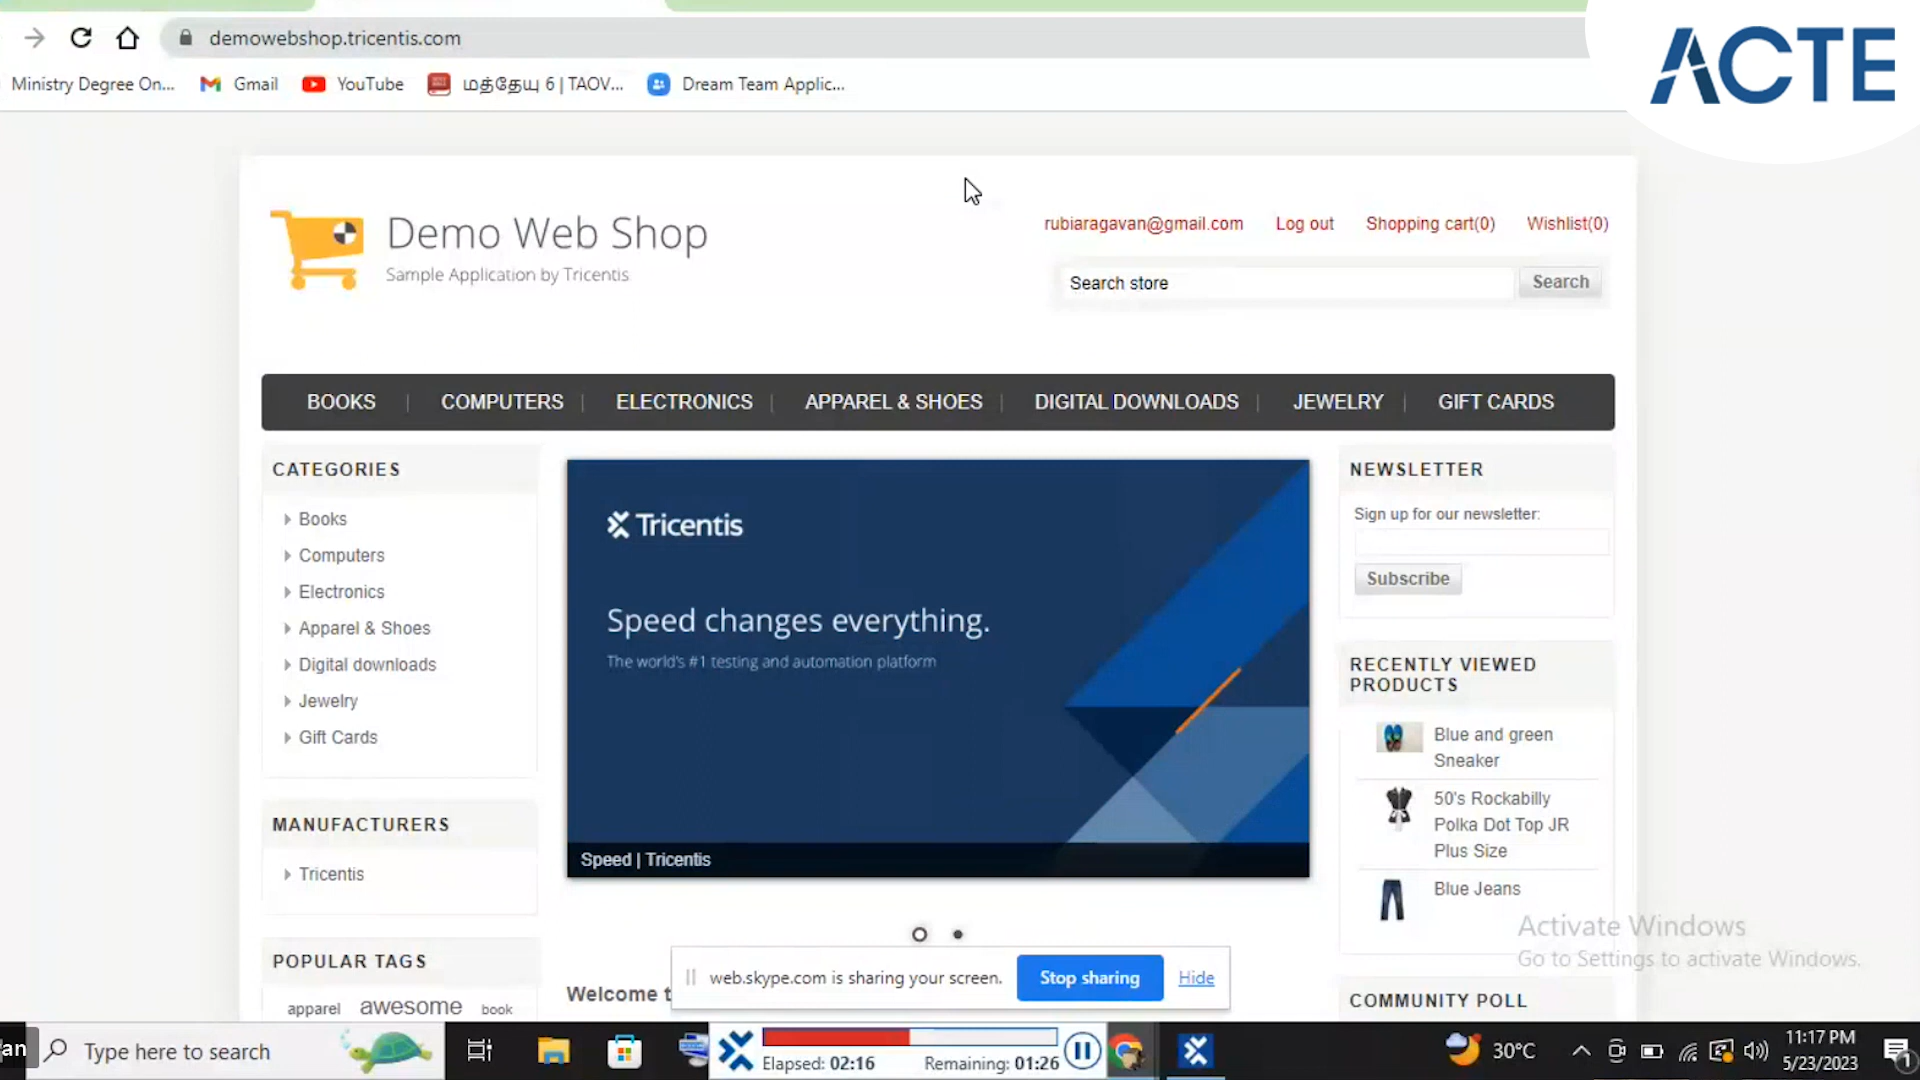 demowebshop.tricentis.com
ACTE
Ministry Degree On...
Gmail
YouTube
மத்தேயு 6 | TAOV...
Dream Team Applic...
Demo Web Shop
Sample Application by Tricentis
rubiaragavan@gmail.com
Log out
Shopping cart(0)
Wishlist(0)
Search store
Search
BOOKS | COMPUTERS | ELECTRONICS | APPAREL & SHOES | DIGITAL DOWNLOADS | JEWELRY | GIFT CARDS
CATEGORIES
Books
Computers
Electronics
Apparel & Shoes
Digital downloads
Jewelry
Gift Cards
MANUFACTURERS
Tricentis
POPULAR TAGS
apparel awesome book
Tricentis
Speed changes everything.
The world's #1 testing and automation platform
Speed | Tricentis
Welcome t
NEWSLETTER
Sign up for our newsletter:
Subscribe
RECENTLY VIEWED
PRODUCTS
Blue and green
Sneaker
50's Rockabilly
Polka Dot Top JR
Plus Size
Blue Jeans
COMMUNITY POLL
Activate Windows
Go to Settings to activate Windows.
web.skype.com is sharing your screen.
Stop sharing
Hide
an
Type here to search
Elapsed: 02:16
Remaining: 01:26
30°C
11:17 PM
5/23/2023
1